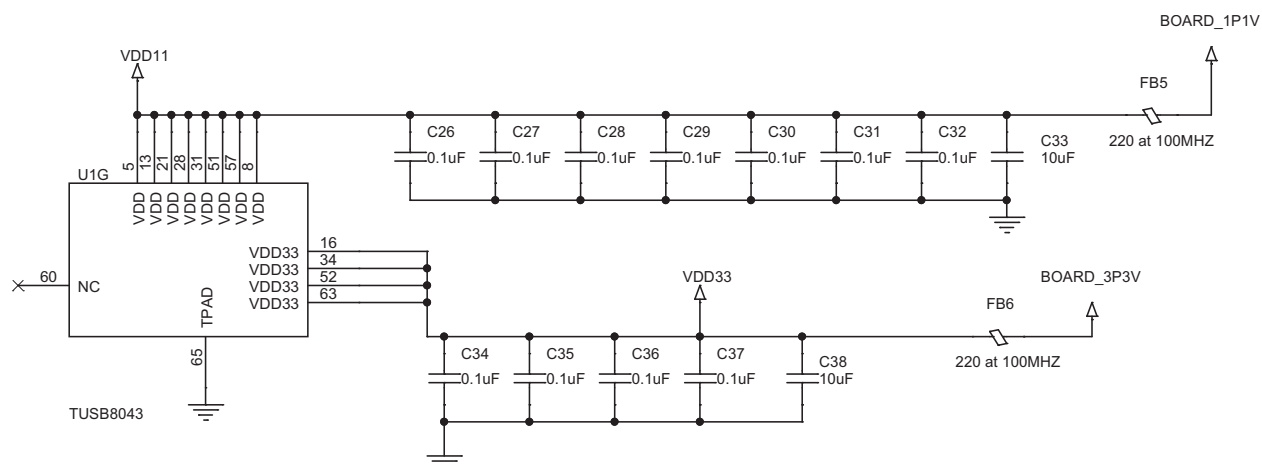 BOARD_1P1V
VDD11
FB5
220 at 100MHZ
C26
0.1uF
C27
0.1uF
C28
0.1uF
C29
0.1uF
C30
0.1uF
C31
0.1uF
C32
0.1uF
C33
10uF
5
13
21
28
31
51
57
8
U1G
VDD
VDD
VDD
VDD
VDD
VDD
VDD
VDD
VDD33
16
VDD33
34
VDD33
52
VDD33
63
60
NC
TPAD
65
TUSB8043
VDD33
BOARD_3P3V
FB6
220 at 100MHZ
C34
0.1uF
C35
0.1uF
C36
0.1uF
C37
0.1uF
C38
10uF